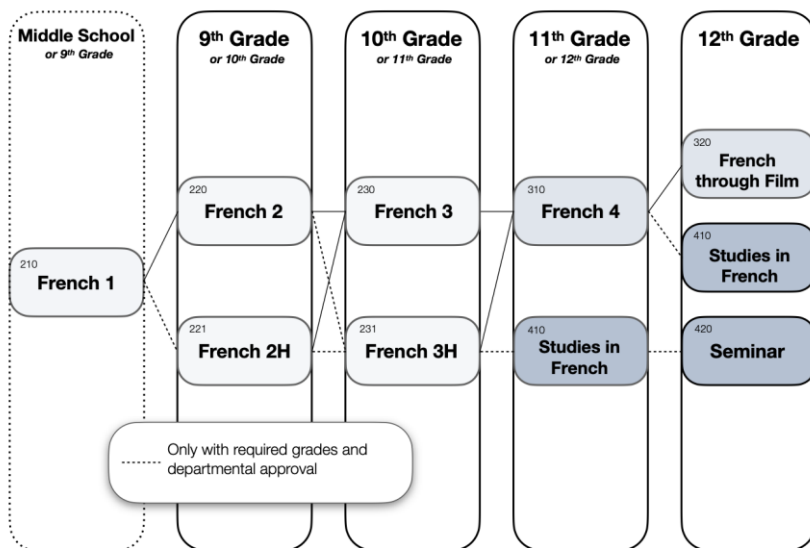 Middle School
or 9th Grade
9th Grade
or 10th Grade
10th Grade
or 11th Grade
11th Grade
or 12th Grade
12th Grade
210
French 1
220
French 2
221
French 2H
230
French 3
231
French 3H
310
French 4
410
Studies in
French
320
French
through Film
410
Studies in
French
420
Seminar
Only with required grades and
departmental approval